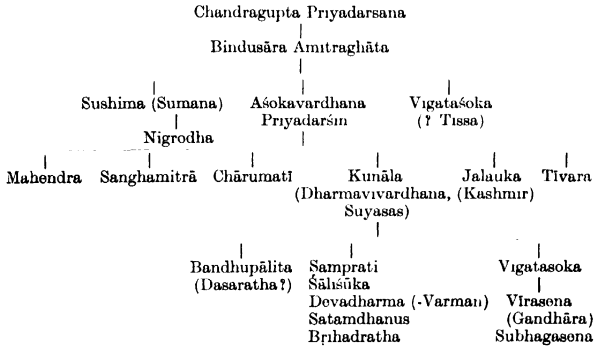 Chandragupta Priyadarsana
Bindusāra Amitraghāta
Sushima (Sumana) Aśokavardhana Vigataśoka
Priyadarśin (? Tissa)
Nigrodha
Mahendra Sanghamitrā Chārumatī Kunāla Jalauka Tīvara
(Dharmavivardhana, (Kashmir)
Suyasas)
Bandhupālita Samprati Vigatasoka
(Dasaratha?) Śāliśūka Vīrasena
Devadharma (-Varman) (Gandhāra)
Satamdhanus Subhagasena
Bṛihadratha